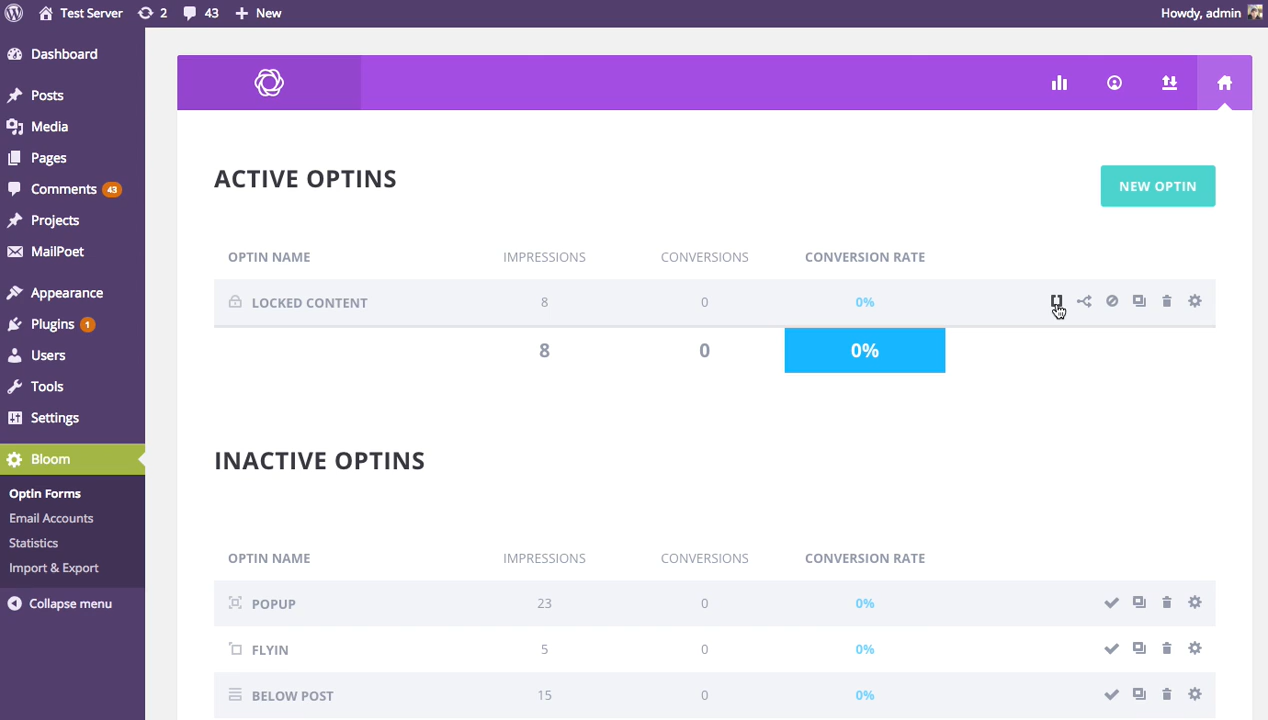 Test Server 2 43 New Howdy, admin
Dashboard
Posts
Media
Pages
Comments 43
Projects
MailPoet
Appearance
Plugins 1
Users
Tools
Settings
Bloom
Optin Forms
Email Accounts
Statistics
Import & Export
Collapse menu
ACTIVE OPTINS
NEW OPTIN
OPTIN NAME IMPRESSIONS CONVERSIONS CONVERSION RATE
LOCKED CONTENT 8 0 0%
8 0 0%
INACTIVE OPTINS
OPTIN NAME IMPRESSIONS CONVERSIONS CONVERSION RATE
POPUP 23 0 0%
FLYIN 5 0 0%
BELOW POST 15 0 0%